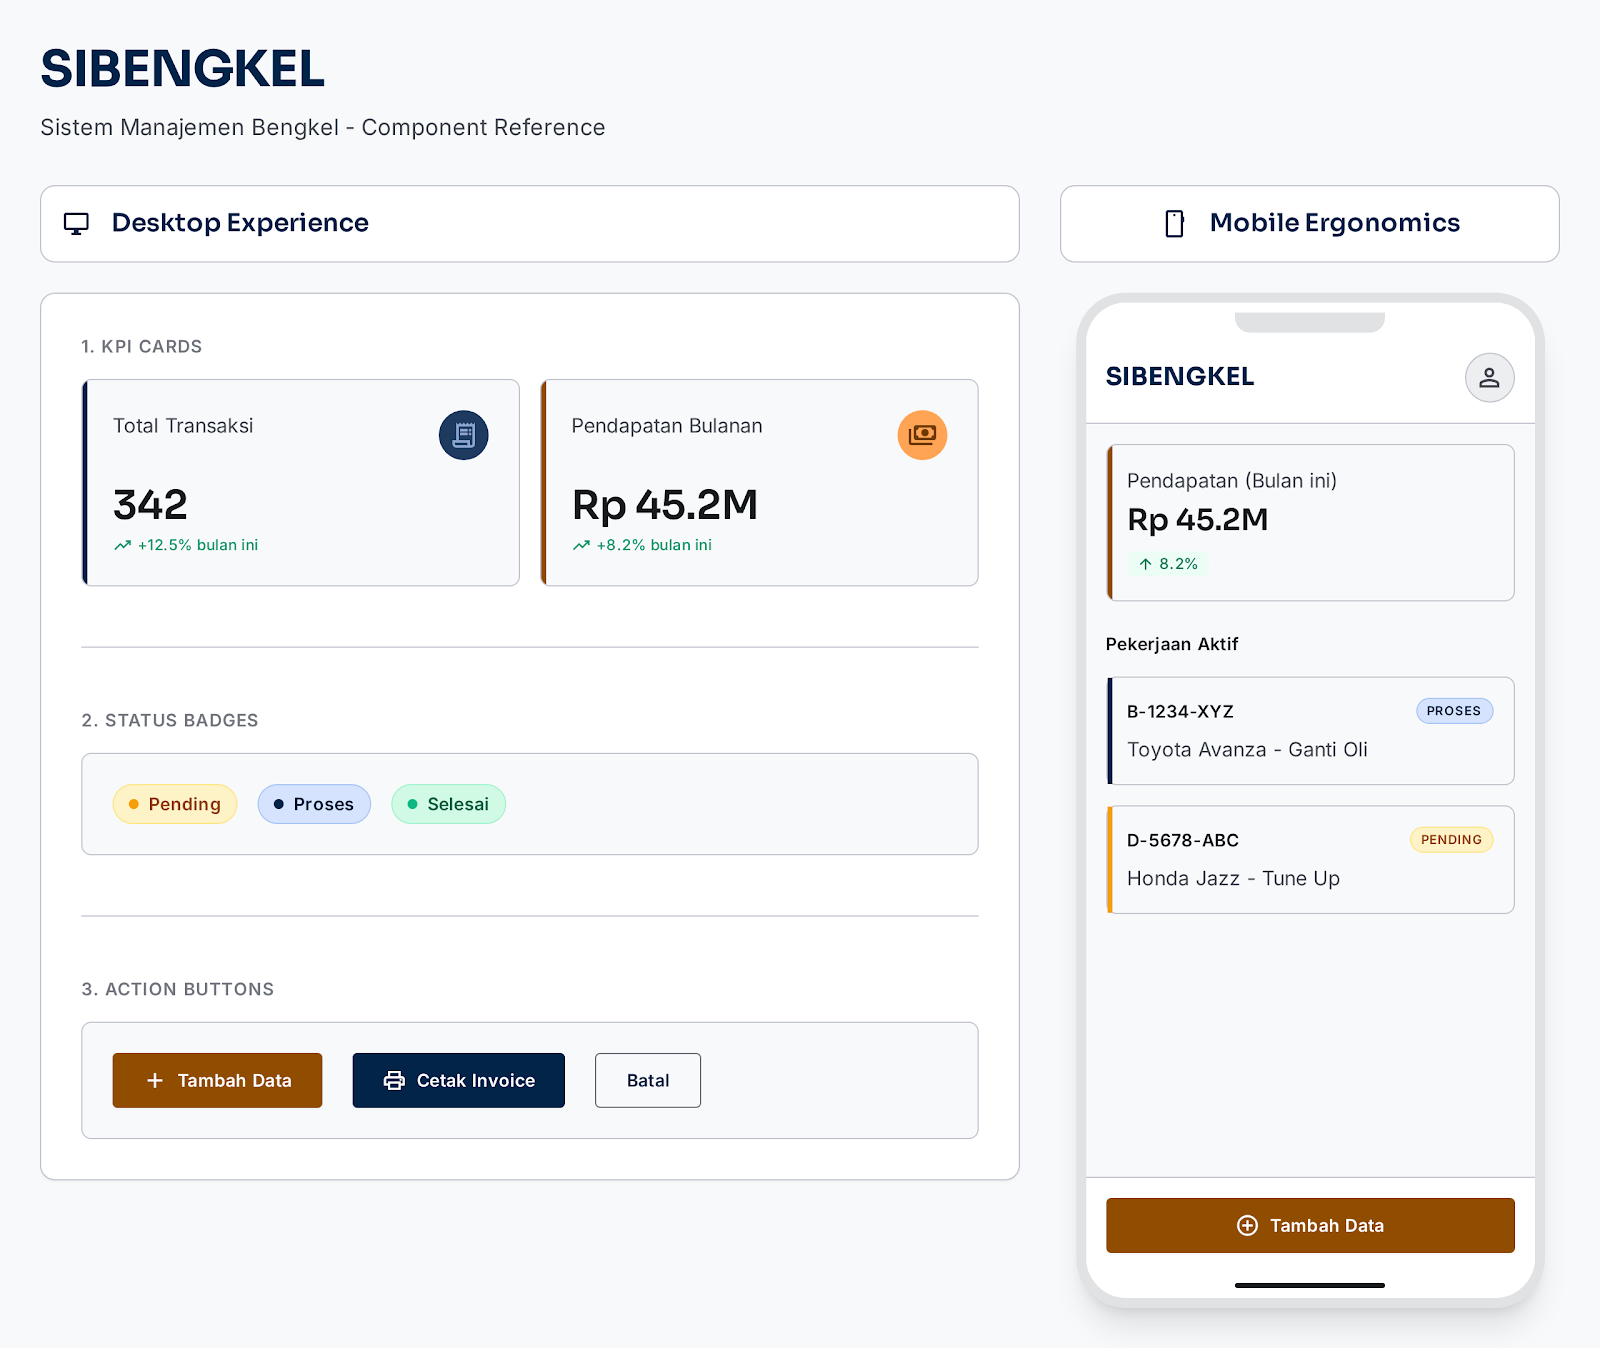 SIBENGKEL
Sistem Manajemen Bengkel - Component Reference
Desktop Experience
1. KPI CARDS
Total Transaksi
342
+12.5% bulan ini
Pendapatan Bulanan
Rp 45.2M
+8.2% bulan ini
2. STATUS BADGES
Pending
Proses
Selesai
3. ACTION BUTTONS
Tambah Data
Cetak Invoice
Batal
Mobile Ergonomics
SIBENGKEL
Pendapatan (Bulan ini)
Rp 45.2M
8.2%
Pekerjaan Aktif
B-1234-XYZ
PROSES
Toyota Avanza - Ganti Oli
D-5678-ABC
PENDING
Honda Jazz - Tune Up
Tambah Data